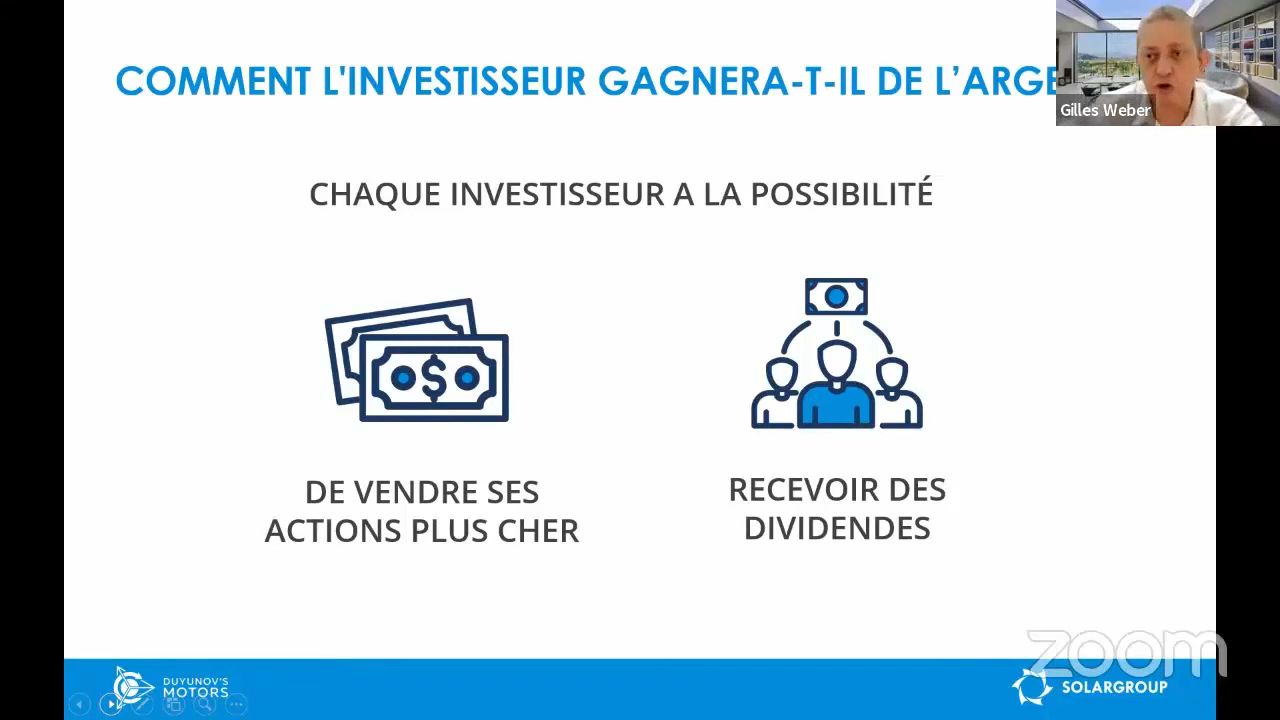 COMMENT L'INVESTISSEUR GAGNERA-T-IL DE L’ARGE
Gilles Weber
CHAQUE INVESTISSEUR A LA POSSIBILITÉ
$
DE VENDRE SES
ACTIONS PLUS CHER
RECEVOIR DES
DIVIDENDES
zoom
DUYUNOV'S
MOTORS
SOLARGROUP